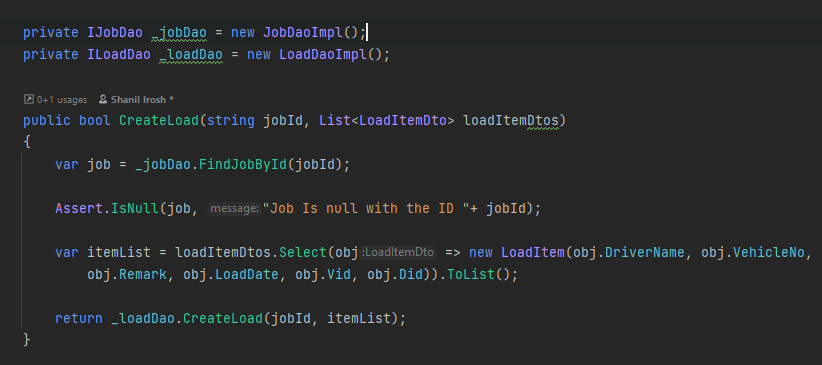 private IJobDao _jobDao = new JobDaoImpl();
private ILoadDao _loadDao = new LoadDaoImpl();
0+1 usages Shanil Irosh *
public bool CreateLoad(string jobId, List<LoadItemDto> loadItemDtos)
{
var job = _jobDao.FindJobById(jobId);
Assert.IsNull(job, message: "Job Is null with the ID "+ jobId);
var itemList = loadItemDtos.Select(obj :LoadItemDto => new LoadItem(obj.DriverName, obj.VehicleNo,
obj.Remark, obj.LoadDate, obj.Vid, obj.Did)).ToList();
return _loadDao.CreateLoad(jobId, itemList);
}